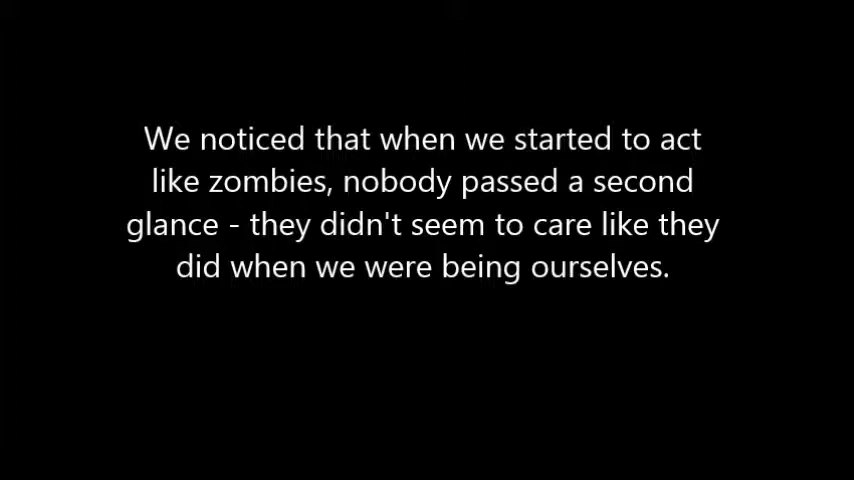 We noticed that when we started to act
like zombies, nobody passed a second
glance - they didn't seem to care like they
did when we were being ourselves.